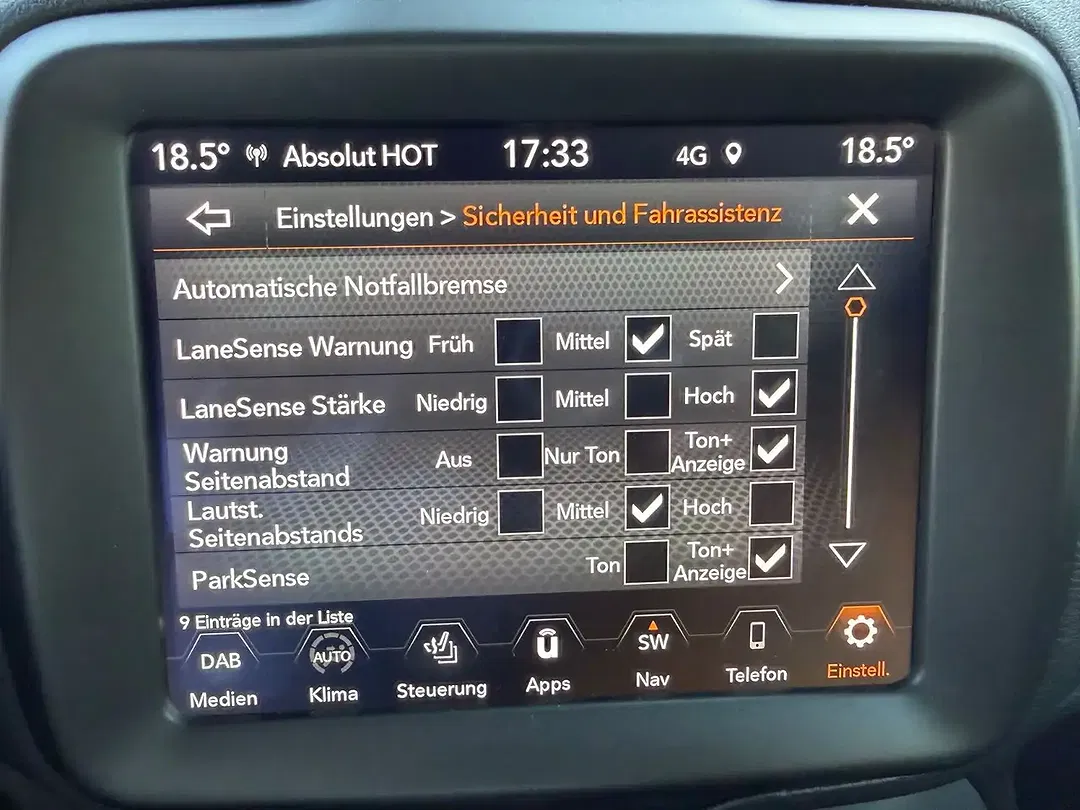 18.5° Absolut HOT 17:33 4G 18.5°
Einstellungen > Sicherheit und Fahrassistenz
Automatische Notfallbremse
LaneSense Warnung Früh Mittel Spät
LaneSense Stärke Niedrig Mittel Hoch
Warnung
Seitenabstand Aus Nur Ton Ton+
Anzeige
Lautst.
Seitenabstands Niedrig Mittel Hoch
ParkSense Ton Ton+
Anzeige
9 Einträge in der Liste
DAB AUTO ū SW
Medien Klima Steuerung Apps Nav Telefon Einstell.